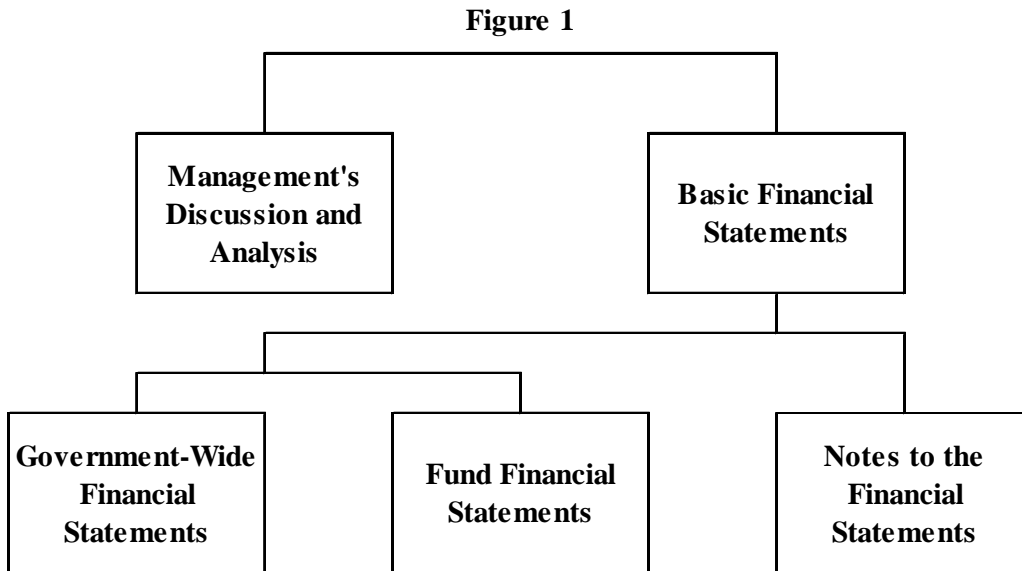 Figure 1
Management's
Discussion and
Analysis
Basic Financial
Statements
Government-Wide
Financial
Statements
Fund Financial
Statements
Notes to the
Financial
Statements